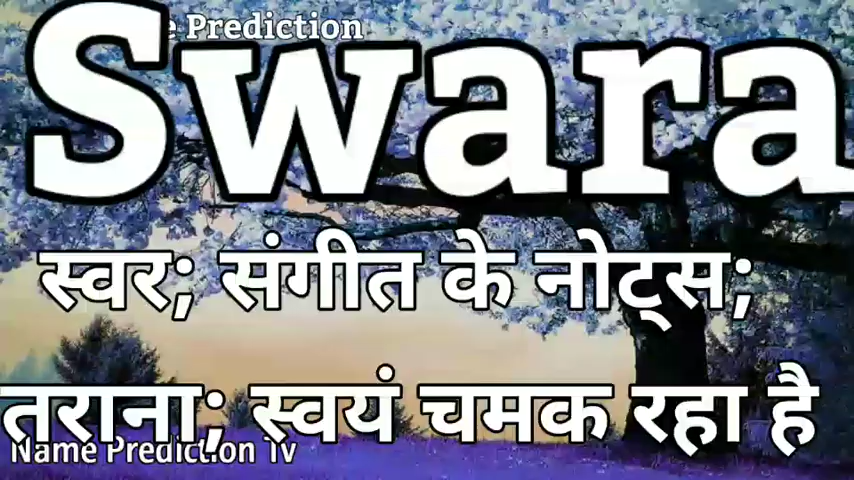 e Prediction
Swara
स्वर; संगीत के नोट्स;
तराना; स्वयं चमक रहा है
Name Prediction Tv